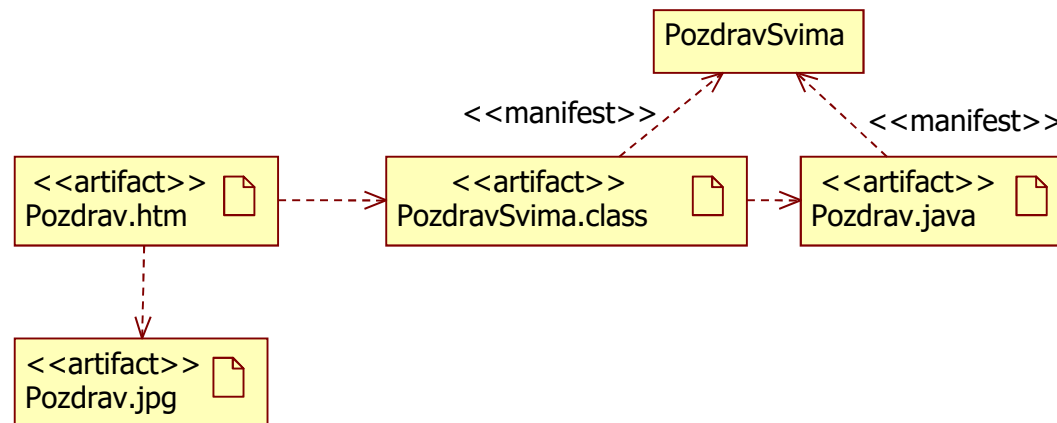 PozdravSvima
<<manifest>>
<<manifest>>
<<artifact>>
Pozdrav.htm
<<artifact>>
PozdravSvima.class
<<artifact>>
Pozdrav.java
<<artifact>>
Pozdrav.jpg